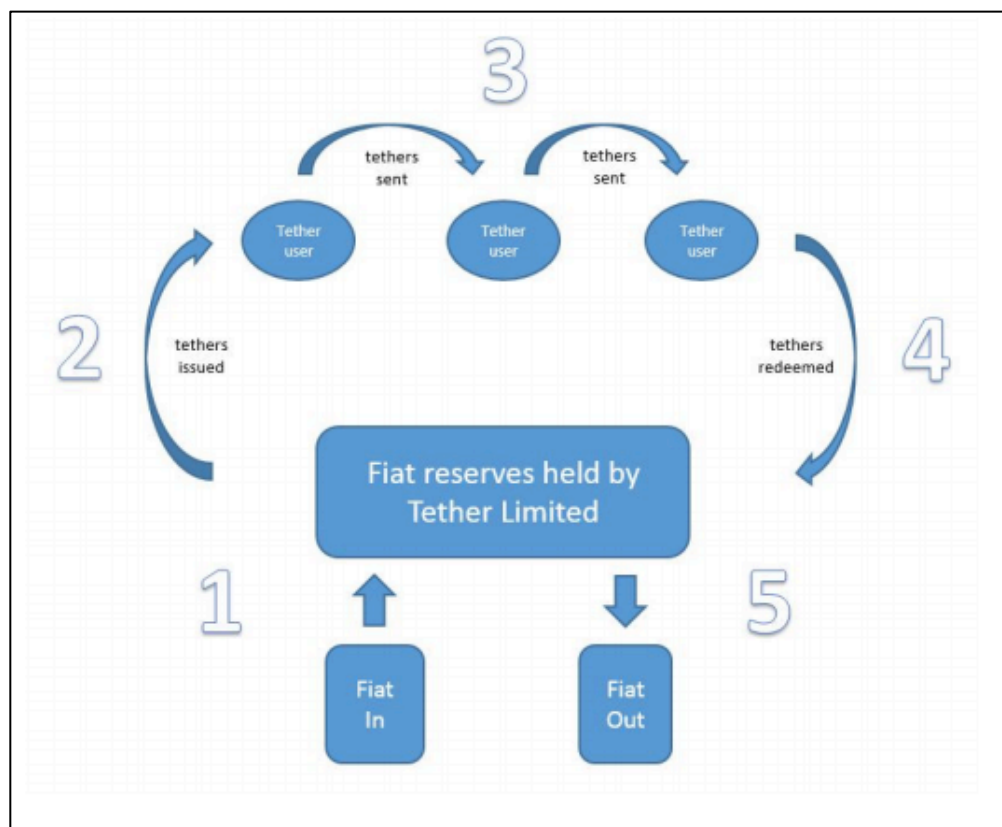 3
tethers
sent
tethers
sent
Tether
user
Tether
user
Tether
user
2
tethers
issued
4
tethers
redeemed
Fiat reserves held by
Tether Limited
1
5
Fiat
In
Fiat
Out